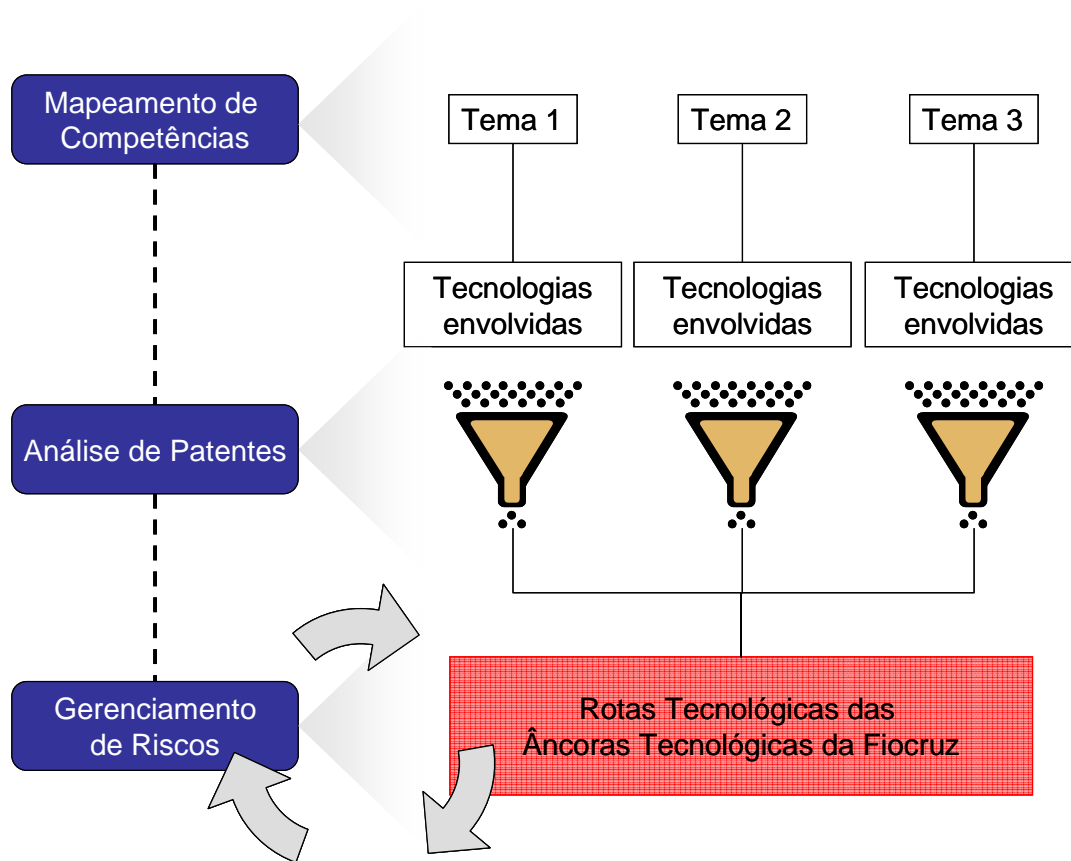 Mapeamento de
Competências
Tema 1
Tema 2
Tema 3
Tecnologias
envolvidas
Tecnologias
envolvidas
Tecnologias
envolvidas
Análise de Patentes
Gerenciamento
de Riscos
Rotas Tecnológicas das
Âncoras Tecnológicas da Fiocruz